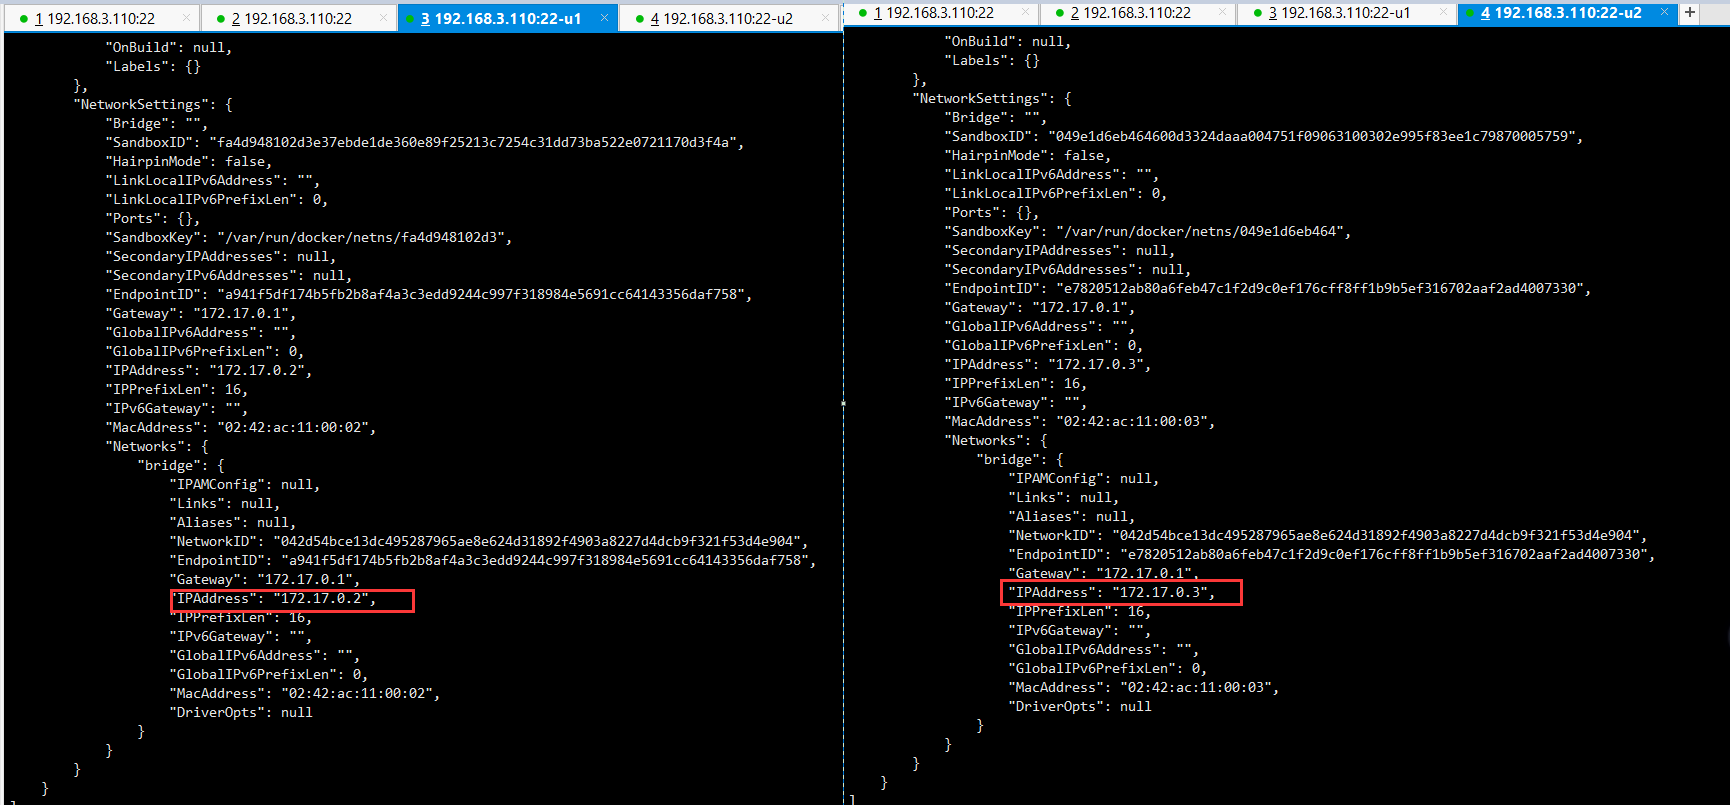 1 192.168.3.110:22
2 192.168.3.110:22
3 192.168.3.110:22-u1
4 192.168.3.110:22-u2
"OnBuild": null,
"Labels": {}
},
"NetworkSettings": {
"Bridge": "",
"SandboxID": "fa4d948102d3e37ebde1de360e89f25213c7254c31dd73ba522e0721170d3f4a",
"HairpinMode": false,
"LinkLocalIPv6Address": "",
"LinkLocalIPv6PrefixLen": 0,
"Ports": {},
"SandboxKey": "/var/run/docker/netns/fa4d948102d3",
"SecondaryIPAddresses": null,
"SecondaryIPv6Addresses": null,
"EndpointID": "a941f5df174b5fb2b8af4a3c3edd9244c997f318984e5691cc64143356daf758",
"Gateway": "172.17.0.1",
"GlobalIPv6Address": "",
"GlobalIPv6PrefixLen": 0,
"IPAddress": "172.17.0.2",
"IPPrefixLen": 16,
"IPv6Gateway": "",
"MacAddress": "02:42:ac:11:00:02",
"Networks": {
"bridge": {
"IPAMConfig": null,
"Links": null,
"Aliases": null,
"NetworkID": "042d54bce13dc495287965ae8e624d31892f4903a8227d4dcb9f321f53d4e904",
"EndpointID": "a941f5df174b5fb2b8af4a3c3edd9244c997f318984e5691cc64143356daf758",
"Gateway": "172.17.0.1",
"IPAddress": "172.17.0.2",
"IPPrefixLen": 16,
"IPv6Gateway": "",
"GlobalIPv6Address": "",
"GlobalIPv6PrefixLen": 0,
"MacAddress": "02:42:ac:11:00:02",
"DriverOpts": null
}
}
}
}
1 192.168.3.110:22
2 192.168.3.110:22
3 192.168.3.110:22-u1
4 192.168.3.110:22-u2
"OnBuild": null,
"Labels": {}
},
"NetworkSettings": {
"Bridge": "",
"SandboxID": "049e1d6eb464600d3324daaa004751f09063100302e995f83ee1c79870005759",
"HairpinMode": false,
"LinkLocalIPv6Address": "",
"LinkLocalIPv6PrefixLen": 0,
"Ports": {},
"SandboxKey": "/var/run/docker/netns/049e1d6eb464",
"SecondaryIPAddresses": null,
"SecondaryIPv6Addresses": null,
"EndpointID": "e7820512ab80a6feb47c1f2d9c0ef176cff8ff1b9b5ef316702aaf2ad4007330",
"Gateway": "172.17.0.1",
"GlobalIPv6Address": "",
"GlobalIPv6PrefixLen": 0,
"IPAddress": "172.17.0.3",
"IPPrefixLen": 16,
"IPv6Gateway": "",
"MacAddress": "02:42:ac:11:00:03",
"Networks": {
"bridge": {
"IPAMConfig": null,
"Links": null,
"Aliases": null,
"NetworkID": "042d54bce13dc495287965ae8e624d31892f4903a8227d4dcb9f321f53d4e904",
"EndpointID": "e7820512ab80a6feb47c1f2d9c0ef176cff8ff1b9b5ef316702aaf2ad4007330",
"Gateway": "172.17.0.1",
"IPAddress": "172.17.0.3",
"IPPrefixLen": 16,
"IPv6Gateway": "",
"GlobalIPv6Address": "",
"GlobalIPv6PrefixLen": 0,
"MacAddress": "02:42:ac:11:00:03",
"DriverOpts": null
}
}
}
}
]